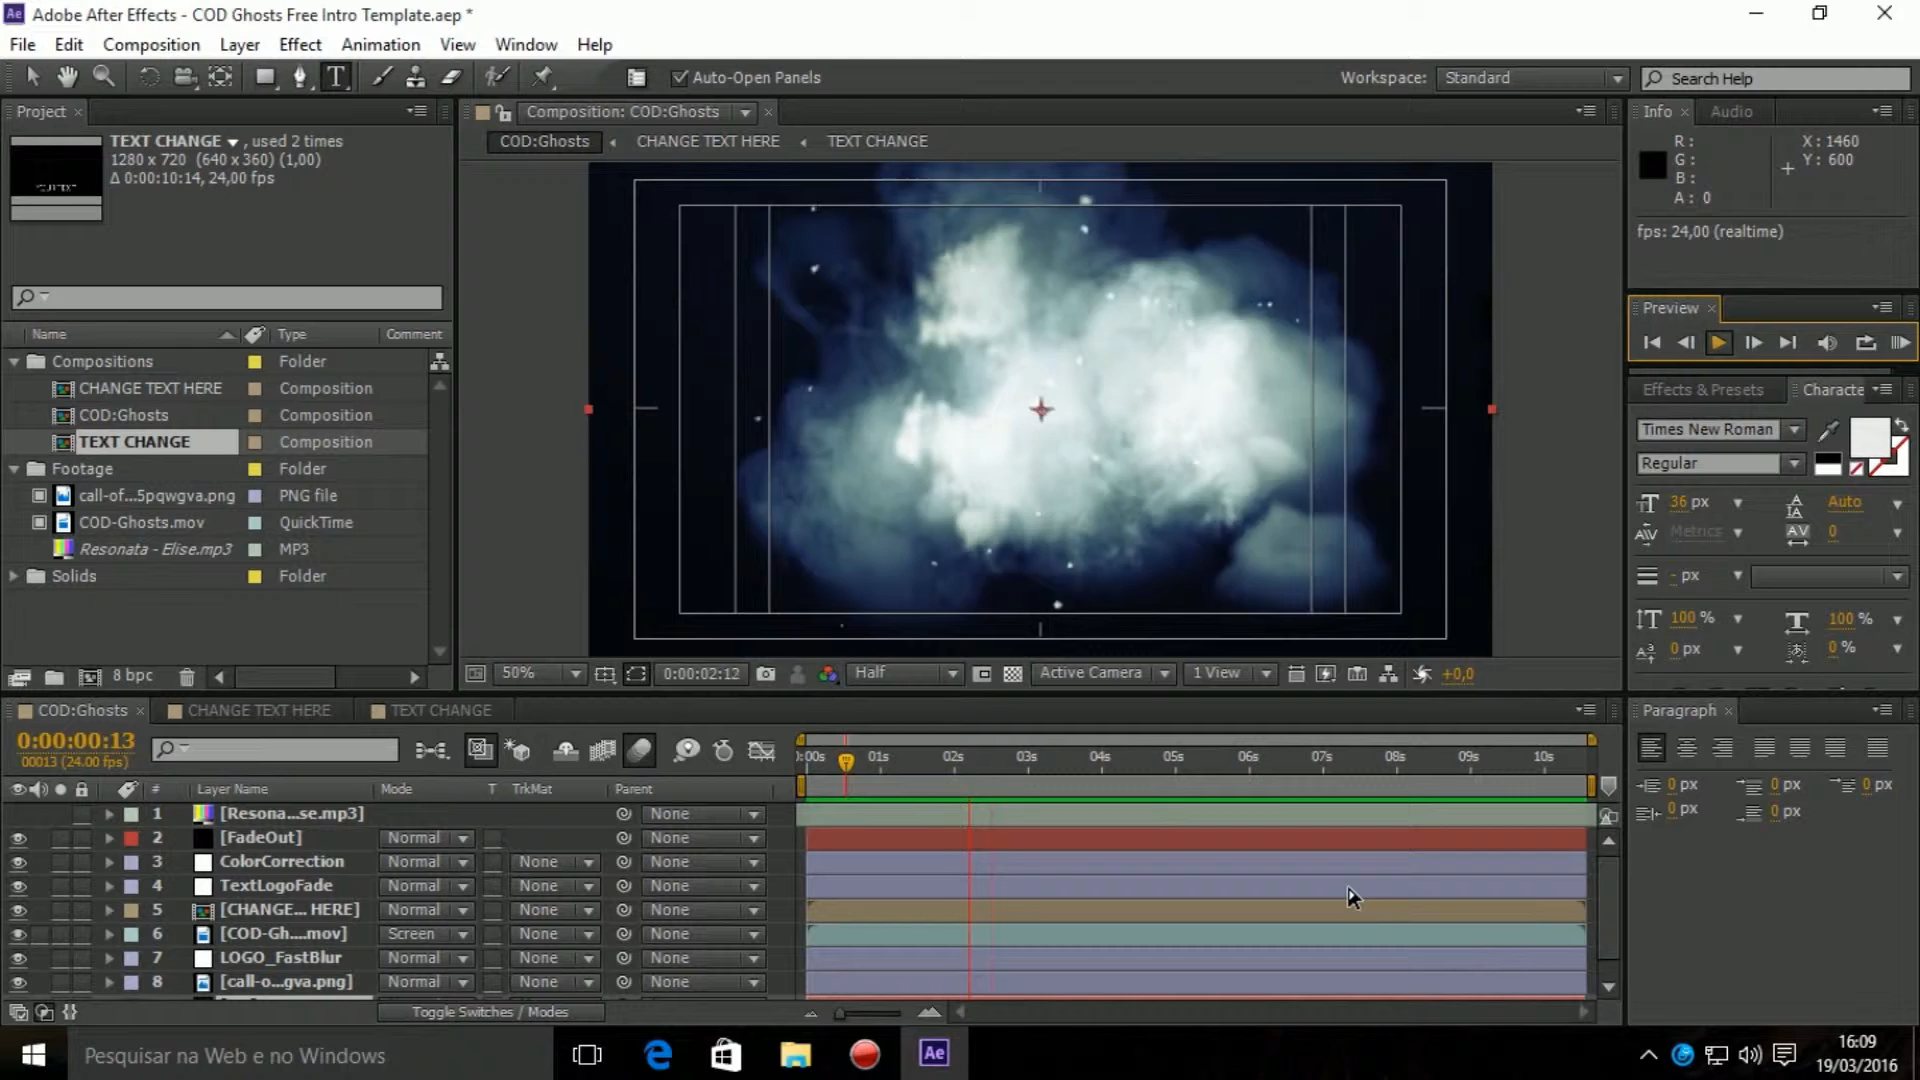 Adobe After Effects - COD Ghosts Free Intro Template.aep *
File Edit Composition Layer Effect Animation View Window Help
Auto-Open Panels
Workspace: Standard
Search Help
Project
TEXT CHANGE , used 2 times
1280 x 720 (640 x 360) (1,00)
Δ 0:00:10:14, 24,00 fps
Name Type Comment
Compositions Folder
CHANGE TEXT HERE Composition
COD:Ghosts Composition
TEXT CHANGE Composition
Footage Folder
call-of...5pqwgva.png PNG file
COD-Ghosts.mov QuickTime
Resonata - Elise.mp3 MP3
Solids Folder
8 bpc
Composition: COD:Ghosts
COD:Ghosts CHANGE TEXT HERE TEXT CHANGE
50% 0:00:02:12 Half Active Camera 1 View +0,0
Info Audio
R : X : 1460
G : Y : 600
B :
A : 0
fps: 24,00 (realtime)
Preview
Effects & Presets Characte
Times New Roman
Regular
36 px Auto
Metrics 0
- px
100 % 100 %
0 px 0 %
COD:Ghosts CHANGE TEXT HERE TEXT CHANGE
0:00:00:13
00013 (24.00 fps)
):00s 01s 02s 03s 04s 05s 06s 07s 08s 09s 10s
# Layer Name Mode T TrkMat Parent
1 [Resona...se.mp3] None
2 [FadeOut] Normal None
3 ColorCorrection Normal None None
4 TextLogoFade Normal None None
5 [CHANGE... HERE] Normal None None
6 [COD-Gh....mov] Screen None None
7 LOGO_FastBlur Normal None None
8 [call-o...gva.png] Normal None None
Toggle Switches / Modes
Paragraph
0 px 0 px 0 px
0 px 0 px
Pesquisar na Web e no Windows
Ae
16:09
19/03/2016